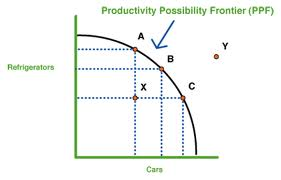 Productivity Possibility Frontier (PPF)
A
Y
B
Refrigerators
X
C
Cars